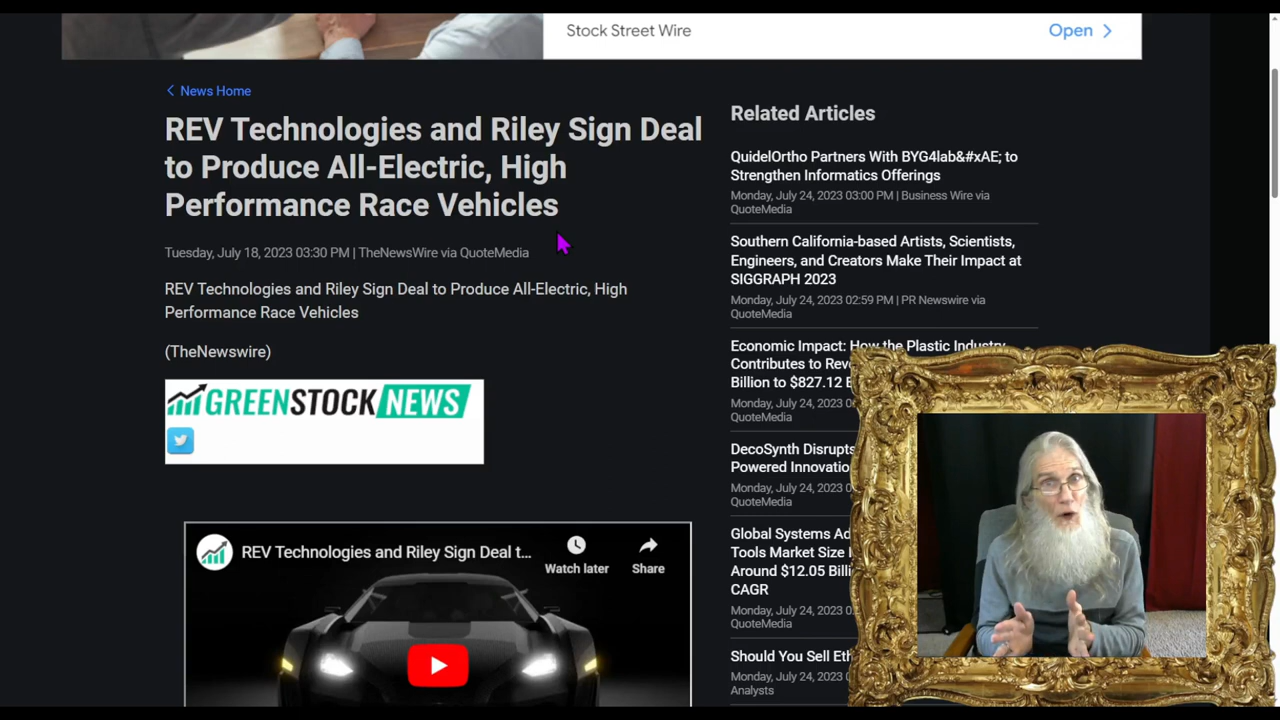 Stock Street Wire
Open
News Home
REV Technologies and Riley Sign Deal
to Produce All-Electric, High
Performance Race Vehicles
Tuesday, July 18, 2023 03:30 PM | TheNewsWire via QuoteMedia
REV Technologies and Riley Sign Deal to Produce All-Electric, High
Performance Race Vehicles
(TheNewswire)
GREENSTOCK NEWS
REV Technologies and Riley Sign Deal t...
Watch later
Share
Related Articles
QuidelOrtho Partners With BYG4lab&#xAE; to
Strengthen Informatics Offerings
Monday, July 24, 2023 03:00 PM | Business Wire via
QuoteMedia
Southern California-based Artists, Scientists,
Engineers, and Creators Make Their Impact at
SIGGRAPH 2023
Monday, July 24, 2023 02:59 PM | PR Newswire via
QuoteMedia
Economic Impact: How the Plastic Industry
Contributes to
Billion to $827.12
Monday, July 24, 2023
QuoteMedia
DecoSynth Disrupts
Powered
Monday, July 24, 2023
QuoteMedia
Global Systems
Tools Market Size
Around $12.05
CAGR
Monday, July 24, 2023
QuoteMedia
Should You Sell
Monday, July 24, 2023
Analysts